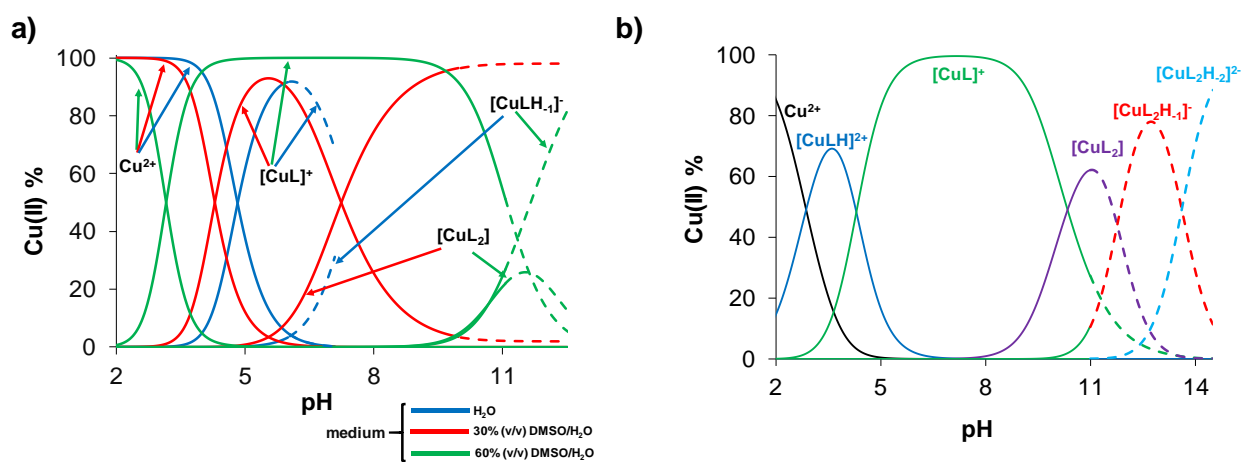 a)
100
80
60
40
20
0
Cu(II) %
2
5
8
11
pH
Cu²⁺
[CuL]⁺
[CuLH₋₁]⁻
[CuL₂]
medium
H₂O
30% (v/v) DMSO/H₂O
60% (v/v) DMSO/H₂O
b)
100
80
60
40
20
0
Cu(II) %
2
5
8
11
14
pH
Cu²⁺
[CuLH]²⁺
[CuL]⁺
[CuL₂]
[CuL₂H₋₁]⁻
[CuL₂H₋₂]²⁻